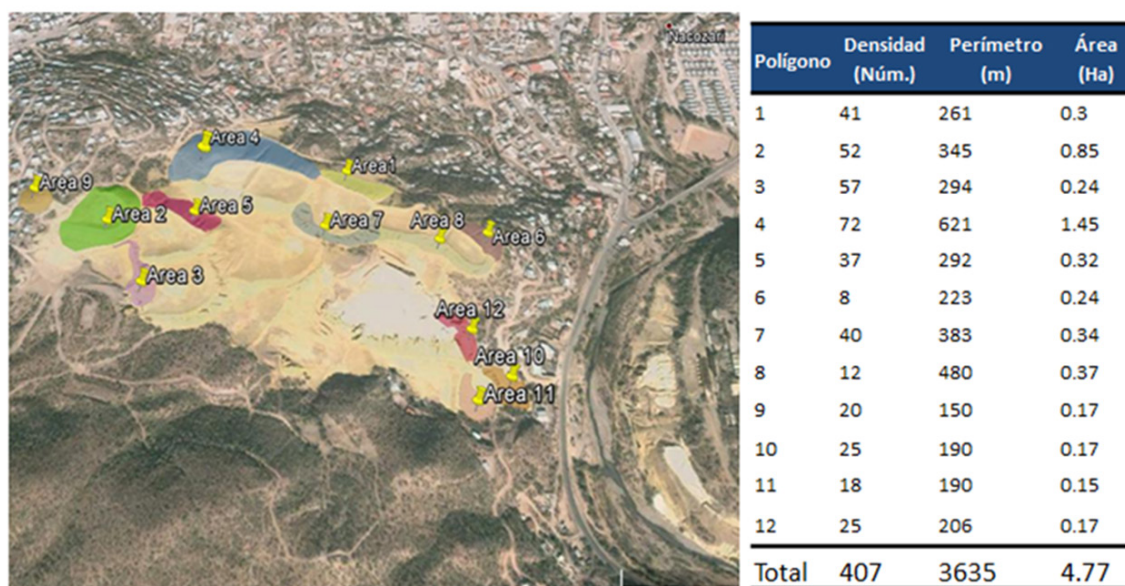 Nacozari
Area 4
Area1
Area 9
Area 2
Area 5
Area 7
Area 8
Area 6
Area 3
Area 12
Area 10
Area 11
Polígono Densidad (Núm.) Perímetro (m) Área (Ha)
1 41 261 0.3
2 52 345 0.85
3 57 294 0.24
4 72 621 1.45
5 37 292 0.32
6 8 223 0.24
7 40 383 0.34
8 12 480 0.37
9 20 150 0.17
10 25 190 0.17
11 18 190 0.15
12 25 206 0.17
Total 407 3635 4.77